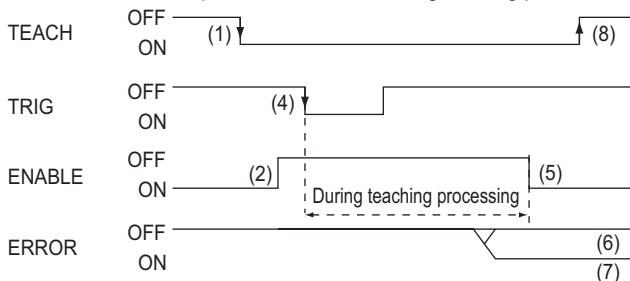 OFF
TEACH
ON
(1)
(8)
OFF
TRIG
ON
(4)
OFF
ENABLE
ON
(2)
During teaching processing
(5)
OFF
ERROR
ON
(6)
(7)